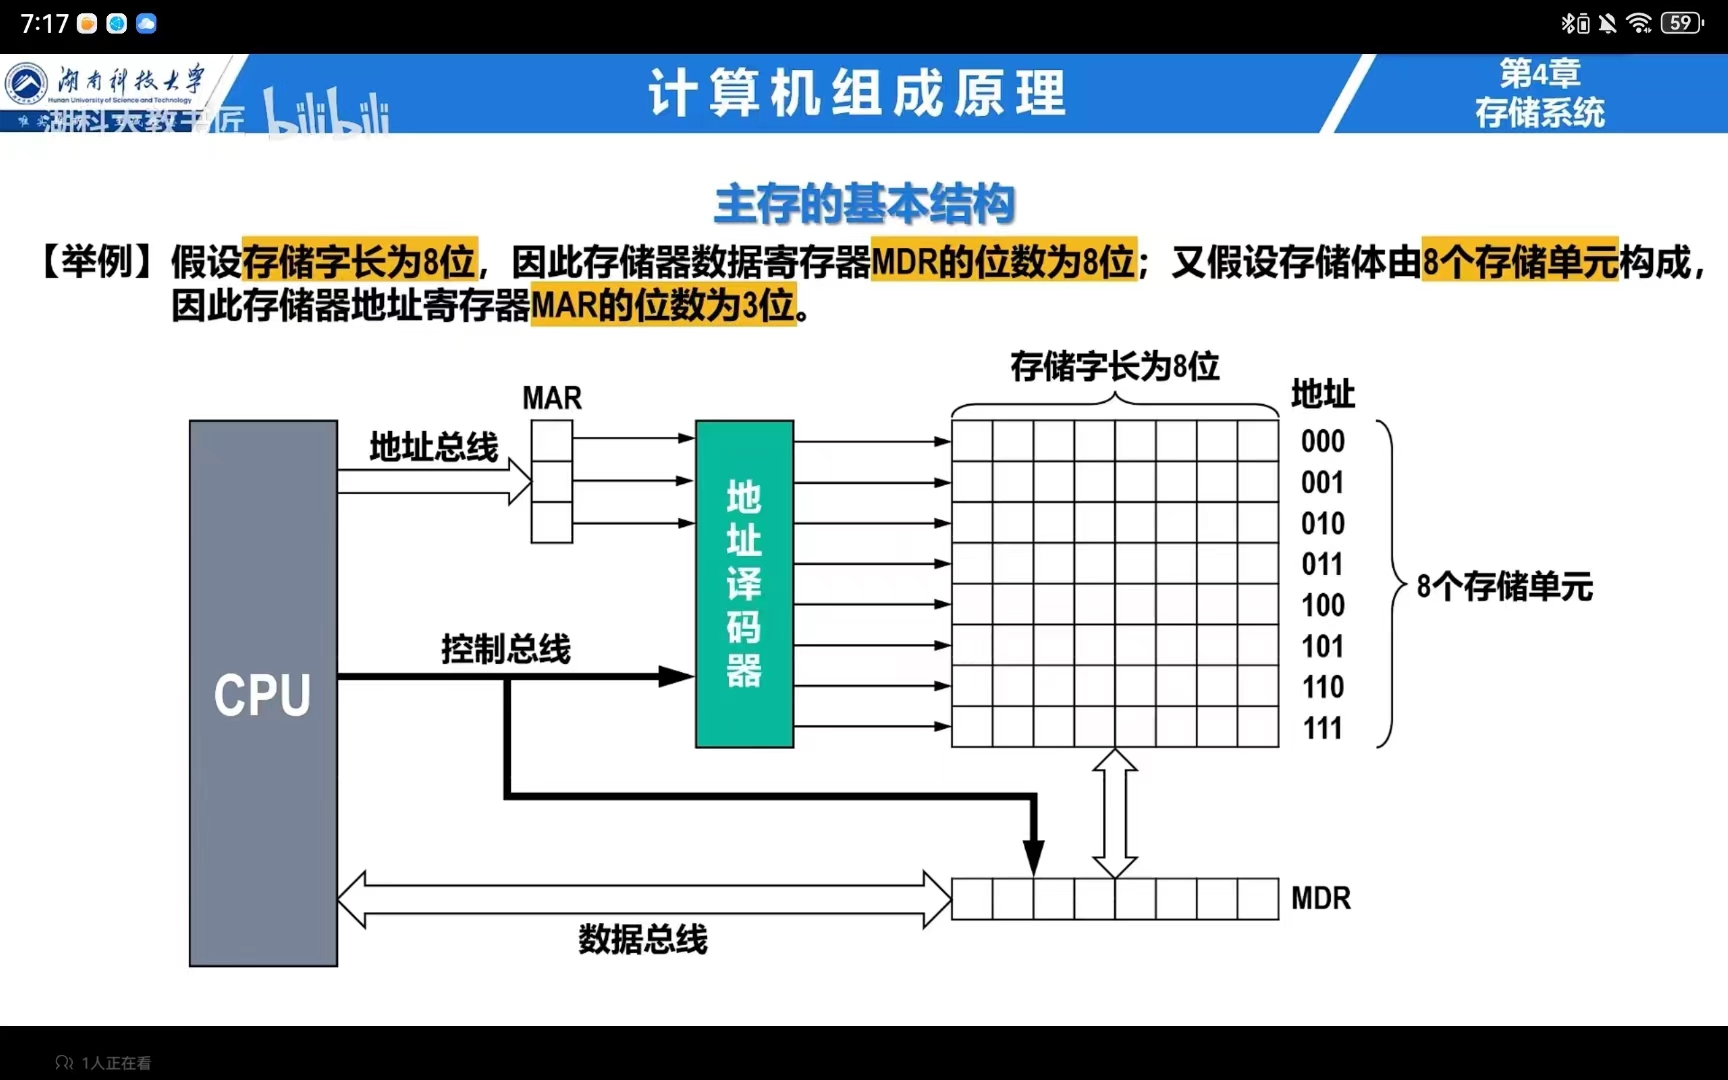 7:17
59
湖南科技大学
Hunan University of Science and Technology
湖科大教书匠 bilibili
计算机组成原理
第4章
存储系统
主存的基本结构
【举例】假设存储字长为8位，因此存储器数据寄存器MDR的位数为8位；又假设存储体由8个存储单元构成，
因此存储器地址寄存器MAR的位数为3位。
存储字长为8位
地址
MAR
地址总线
000
001
010
011
100
101
110
111
地址译码器
8个存储单元
控制总线
CPU
MDR
数据总线
1人正在看